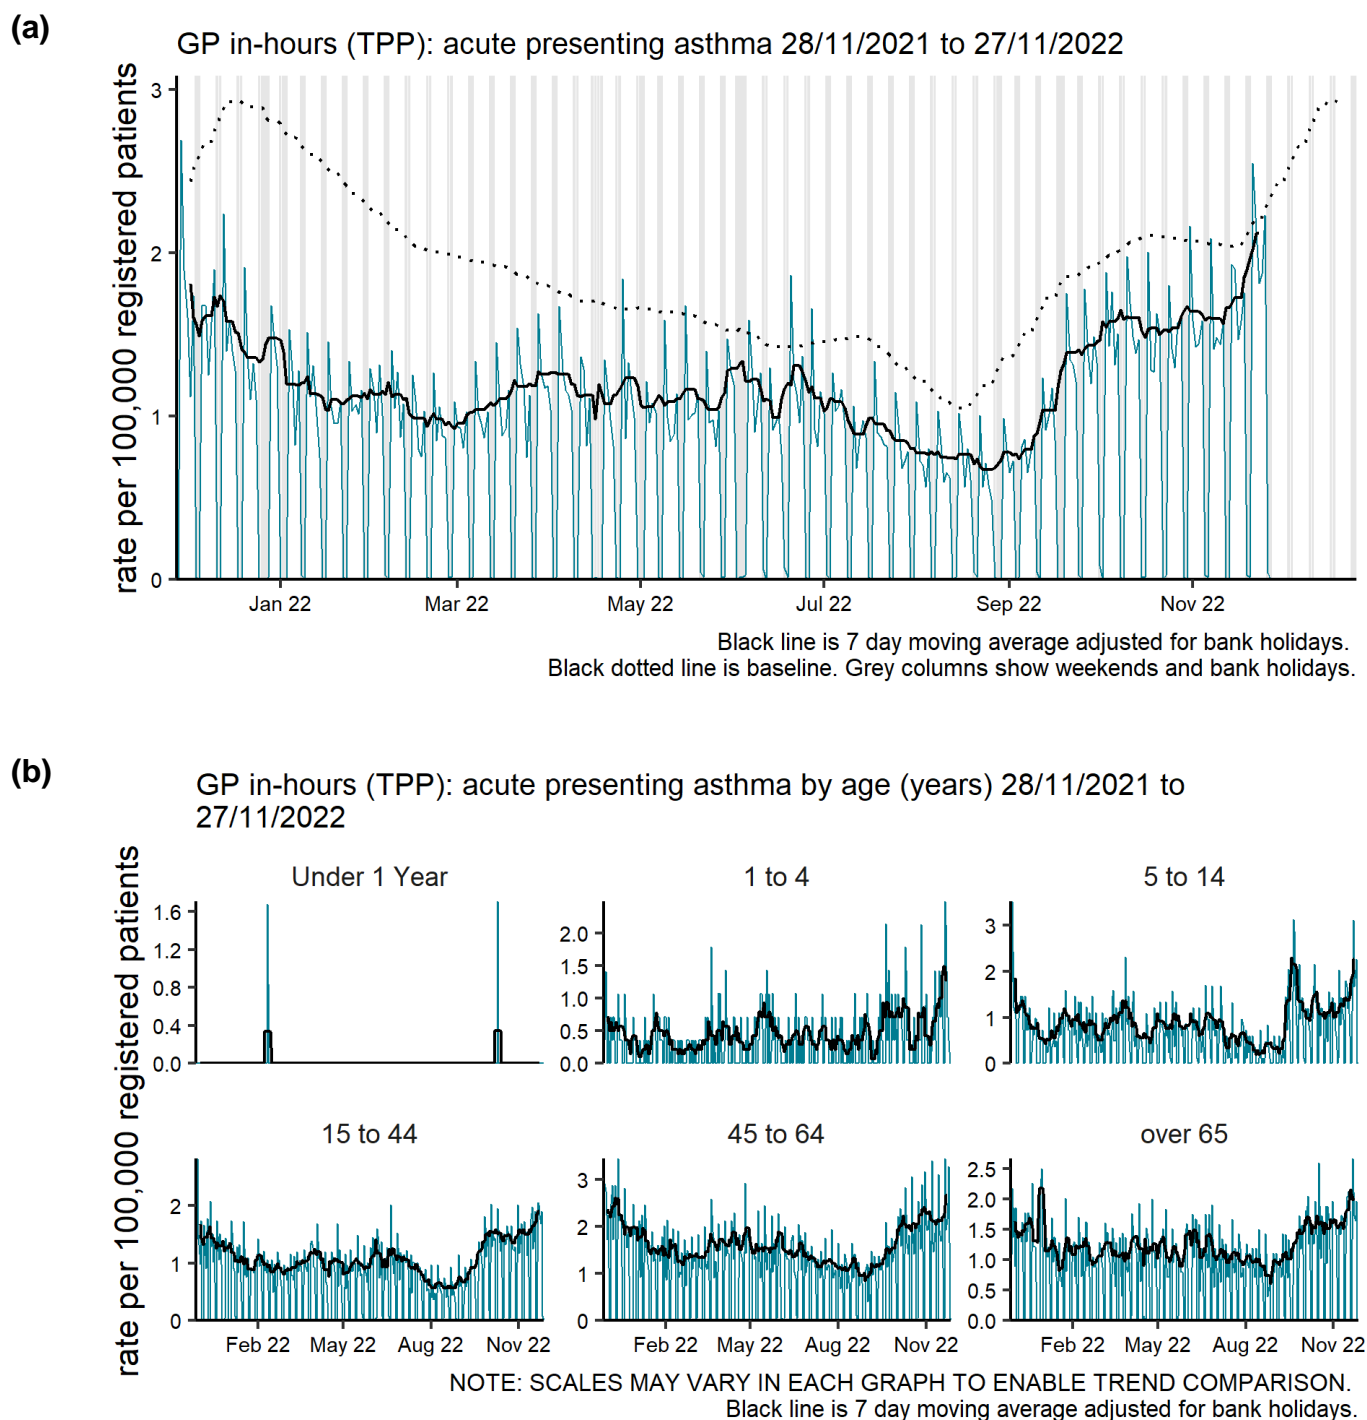 (a)
GP in-hours (TPP): acute presenting asthma 28/11/2021 to 27/11/2022
rate per 100,000 registered patients
3
2
1
0
Jan 22 Mar 22 May 22 Jul 22 Sep 22 Nov 22
Black line is 7 day moving average adjusted for bank holidays.
Black dotted line is baseline. Grey columns show weekends and bank holidays.
(b)
GP in-hours (TPP): acute presenting asthma by age (years) 28/11/2021 to
27/11/2022
rate per 100,000 registered patients
Under 1 Year
1.6
1.2
0.8
0.4
0.0
1 to 4
2.0
1.5
1.0
0.5
0.0
5 to 14
3
2
1
0
15 to 44
2
1
0
Feb 22 May 22 Aug 22 Nov 22
45 to 64
3
2
1
0
Feb 22 May 22 Aug 22 Nov 22
over 65
2.5
2.0
1.5
1.0
0.5
0.0
Feb 22 May 22 Aug 22 Nov 22
NOTE: SCALES MAY VARY IN EACH GRAPH TO ENABLE TREND COMPARISON.
Black line is 7 day moving average adjusted for bank holidays.